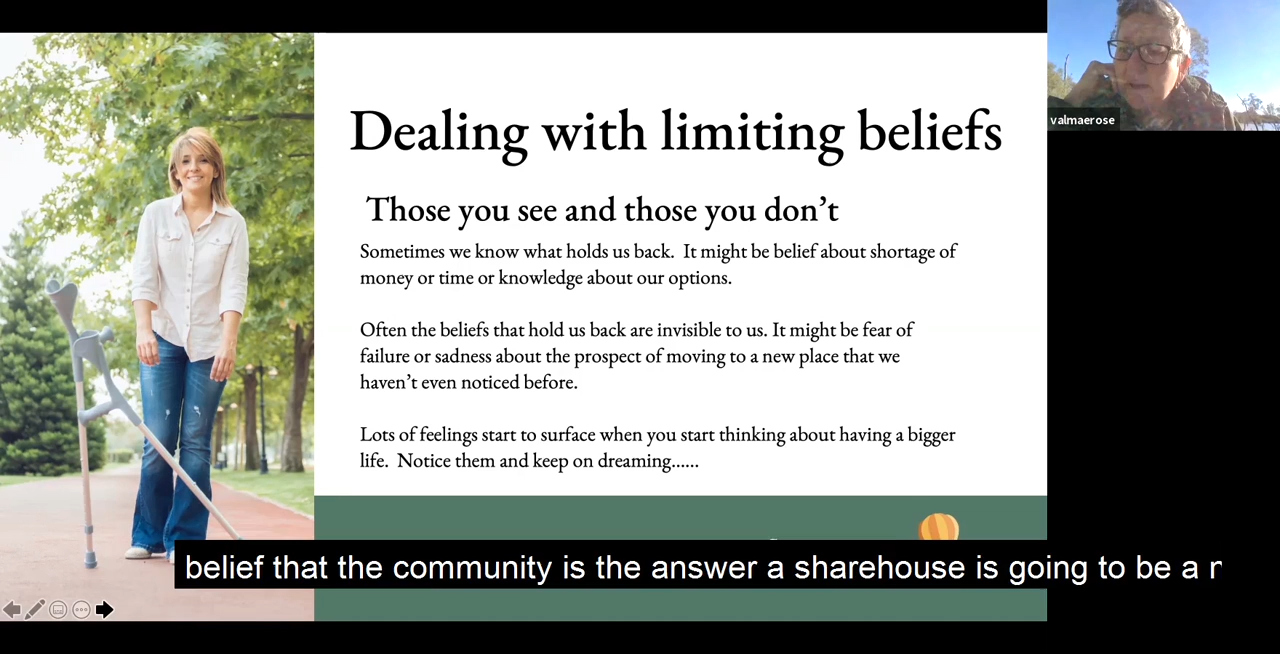 Dealing with limiting beliefs
valmaerose
Those you see and those you don’t
Sometimes we know what holds us back.  It might be belief about shortage of
money or time or knowledge about our options.
Often the beliefs that hold us back are invisible to us. It might be fear of
failure or sadness about the prospect of moving to a new place that we
haven’t even noticed before.
Lots of feelings start to surface when you start thinking about having a bigger
life.  Notice them and keep on dreaming......
belief that the community is the answer a sharehouse is going to be a